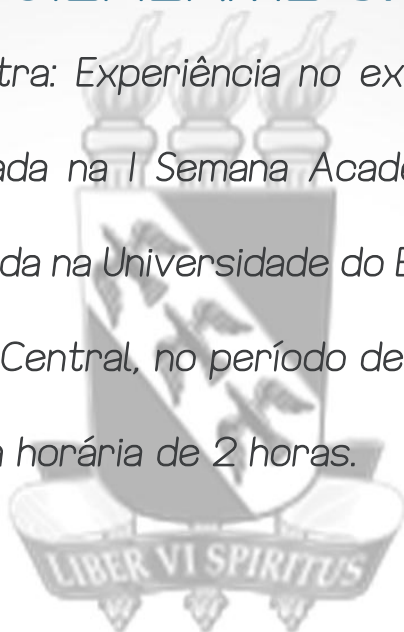 tra: Experiência no ex
ada na I Semana Acad
da na Universidade do E
Central, no período de
a horária de 2 horas.
LIBER VI SPIRITUS